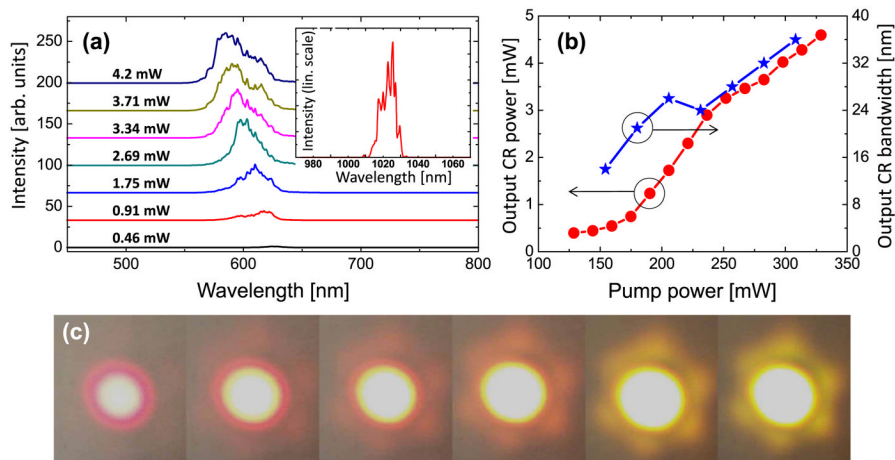 (a)
Intensity [arb. units]
250
200
150
100
50
0
4.2 mW
3.71 mW
3.34 mW
2.69 mW
1.75 mW
0.91 mW
0.46 mW
500
600
700
800
Wavelength [nm]
Intensity (lin. scale)
980
1000
1020
1040
1060
Wavelength [nm]
(b)
Output CR power [mW]
5
4
3
2
1
0
100
150
200
250
300
350
Pump power [mW]
40
32
24
16
8
0
Output CR bandwidth [nm]
(c)